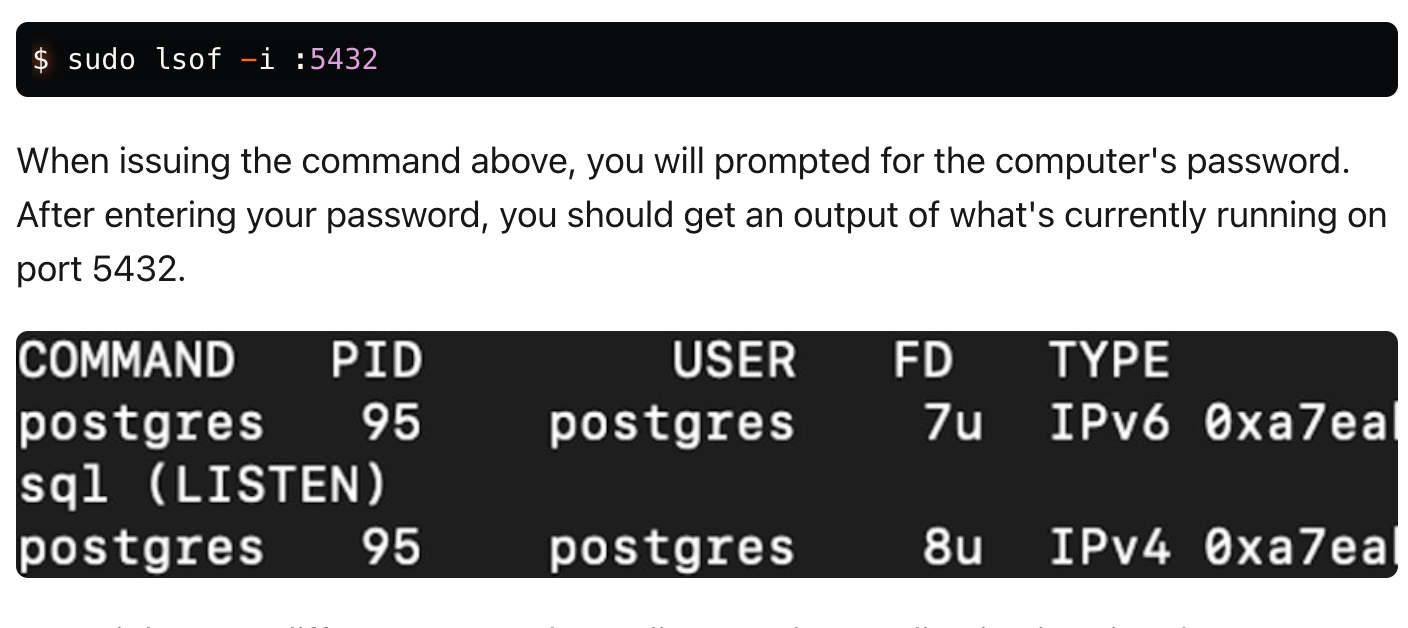 $ sudo lsof -i :5432
When issuing the command above, you will prompted for the computer's password.
After entering your password, you should get an output of what's currently running on
port 5432.
COMMAND PID USER FD TYPE
postgres 95 postgres 7u IPv6 0xa7ea
sql (LISTEN)
postgres 95 postgres 8u IPv4 0xa7ea